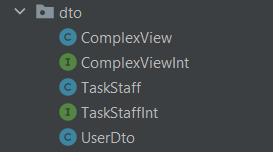 dto
C ComplexView
I ComplexViewInt
C TaskStaff
I TaskStaffInt
C UserDto